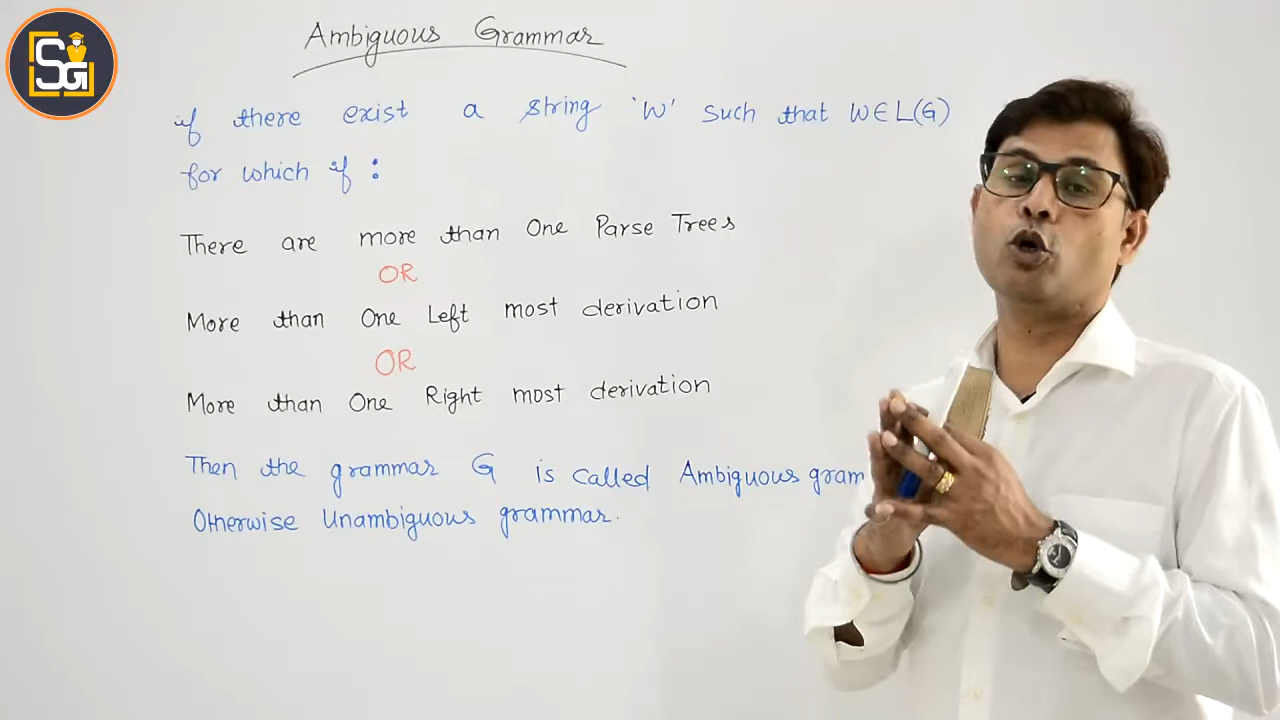 SG
Ambiguous Grammar
if there exist a string 'W' such that W∈L(G)
for which if :
There are more than One Parse Trees
OR
More than One Left most derivation
OR
More than One Right most derivation
Then the grammar G is called Ambiguous gram
Otherwise Unambiguous grammar.